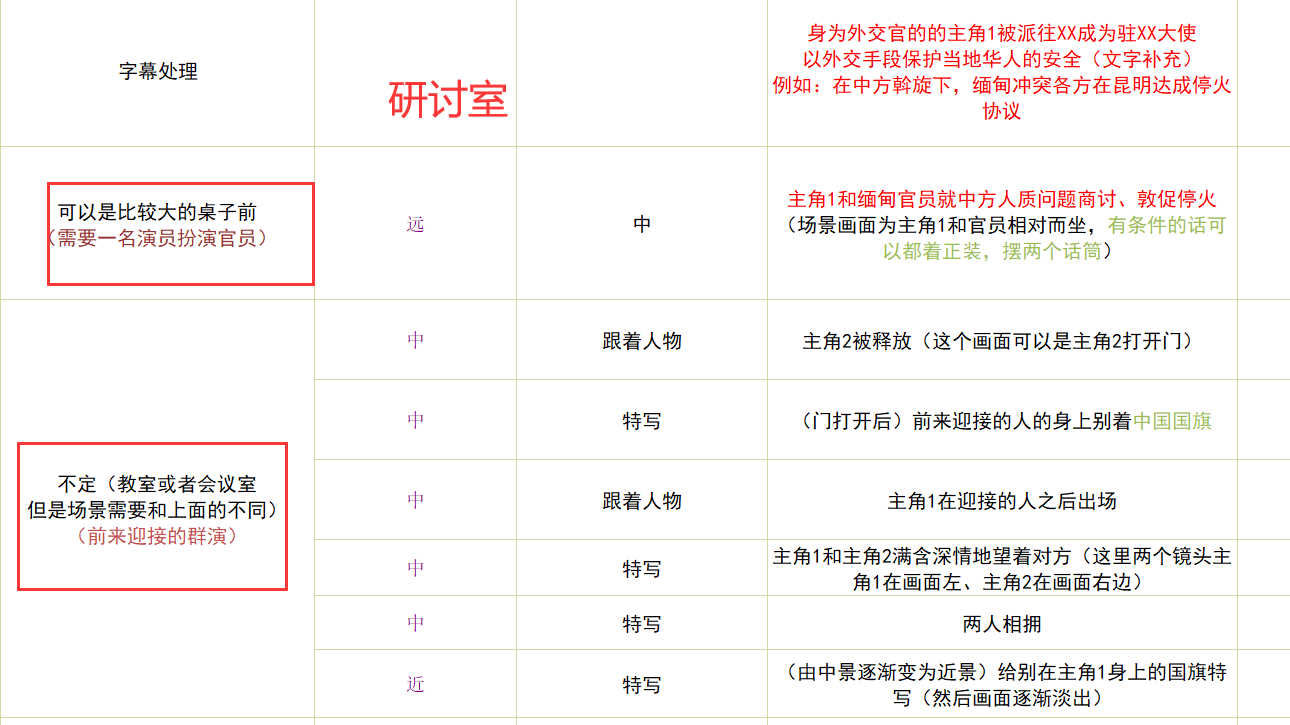 字幕处理
研讨室
身为外交官的的主角1被派往XX成为驻XX大使
以外交手段保护当地华人的安全（文字补充）
例如：在中方斡旋下，缅甸冲突各方在昆明达成停火
协议
可以是比较大的桌子前
（需要一名演员扮演官员）
远
中
主角1和缅甸官员就中方人质问题商讨、敦促停火
（场景画面为主角1和官员相对而坐，有条件的话可
以都着正装，摆两个话筒）
不定（教室或者会议室
但是场景需要和上面的不同）
（前来迎接的群演）
中
跟着人物
主角2被释放（这个画面可以是主角2打开门）
中
特写
（门打开后）前来迎接的人的身上别着中国国旗
中
跟着人物
主角1在迎接的人之后出场
中
特写
主角1和主角2满含深情地望着对方（这里两个镜头主
角1在画面左、主角2在画面右边）
中
特写
两人相拥
近
特写
（由中景逐渐变为近景）给别在主角1身上的国旗特
写（然后画面逐渐淡出）